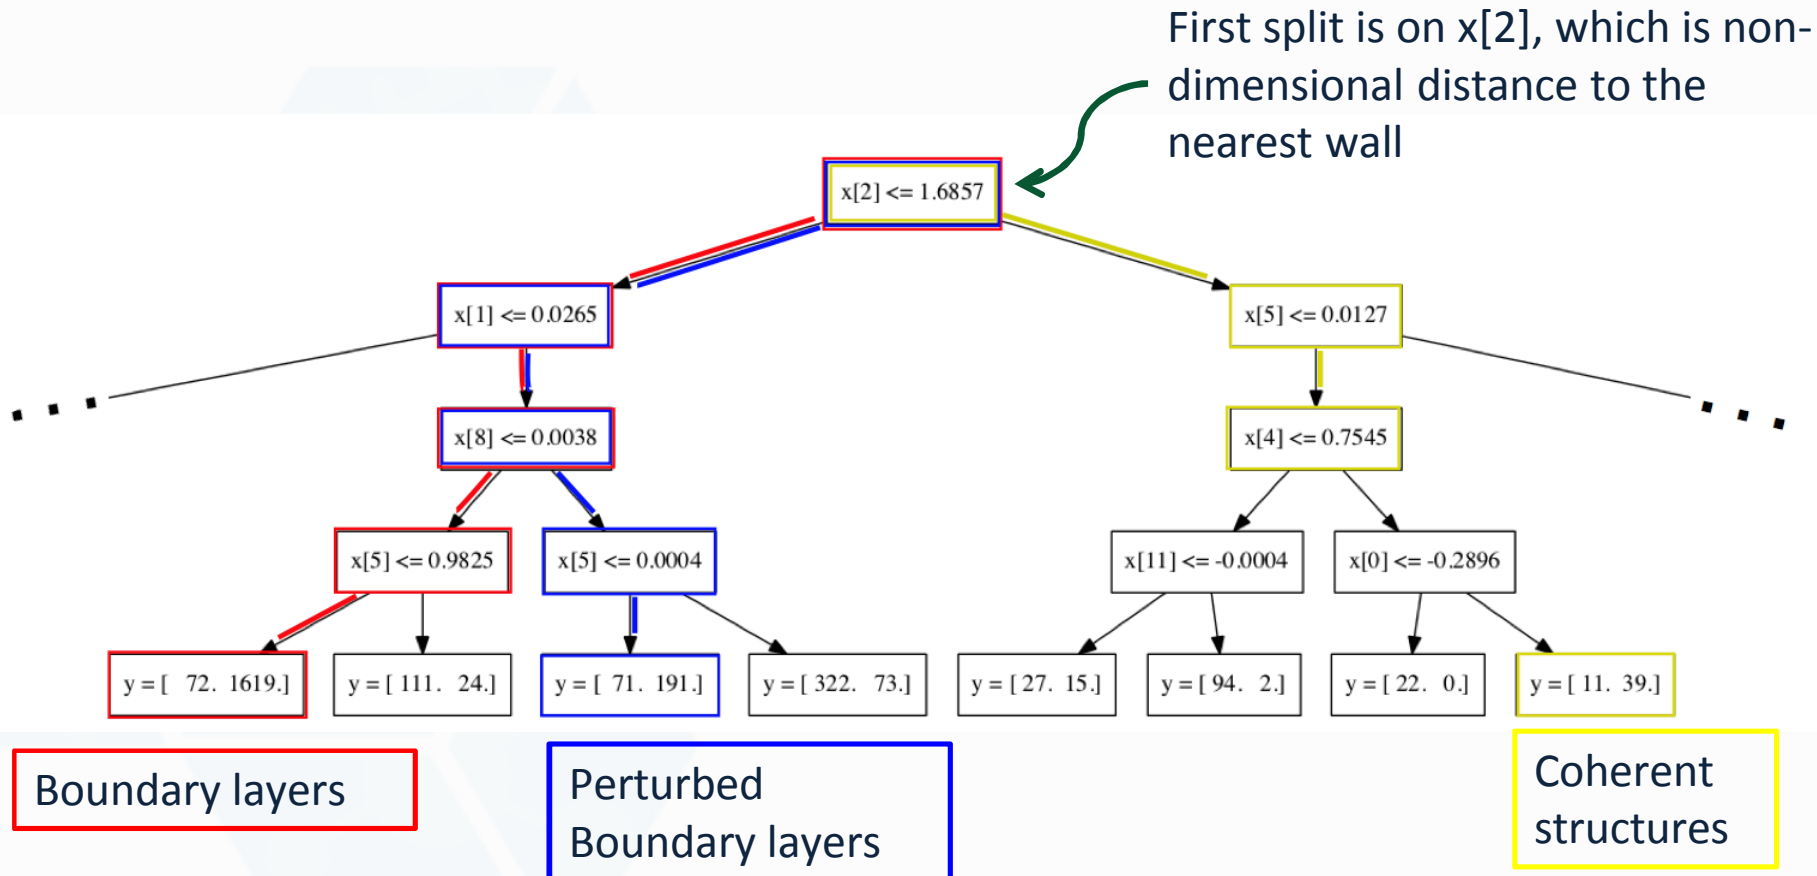 First split is on x[2], which is non-
dimensional distance to the
nearest wall
x[2] <= 1.6857
x[1] <= 0.0265
x[5] <= 0.0127
x[8] <= 0.0038
x[4] <= 0.7545
x[5] <= 0.9825
x[5] <= 0.0004
x[11] <= -0.0004
x[0] <= -0.2896
y = [ 72. 1619.]
y = [ 111. 24.]
y = [ 71. 191.]
y = [ 322. 73.]
y = [ 27. 15.]
y = [ 94. 2.]
y = [ 22. 0.]
y = [ 11. 39.]
Boundary layers
Perturbed
Boundary layers
Coherent
structures